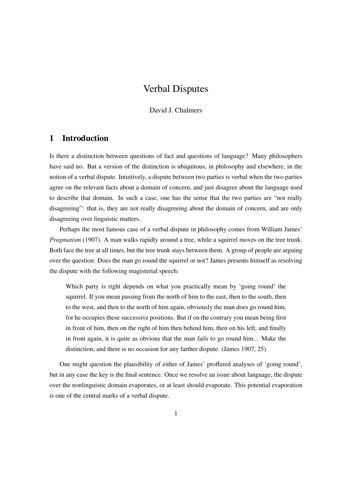 Verbal Disputes
David J. Chalmers
1 Introduction
Is there a distinction between questions of fact and questions of language? Many philosophers
have said no. But a version of the distinction is ubiquitous, in philosophy and elsewhere, in the
notion of a verbal dispute. Intuitively, a dispute between two parties is verbal when the two parties
agree on the relevant facts about a domain of concern, and just disagree about the language used
to describe that domain. In such a case, one has the sense that the two parties are “not really
disagreeing”: that is, they are not really disagreeing about the domain of concern, and are only
disagreeing over linguistic matters.
Perhaps the most famous case of a verbal dispute in philosophy comes from William James’
Pragmatism (1907). A man walks rapidly around a tree, while a squirrel moves on the tree trunk.
Both face the tree at all times, but the tree trunk stays between them. A group of people are arguing
over the question: Does the man go round the squirrel or not? James presents himself as resolving
the dispute with the following magisterial speech:
Which party is right depends on what you practically mean by ‘going round’ the
squirrel. If you mean passing from the north of him to the east, then to the south, then
to the west, and then to the north of him again, obviously the man does go round him,
for he occupies these successive positions. But if on the contrary you mean being first
in front of him, then on the right of him then behind him, then on his left, and finally
in front again, it is quite as obvious that the man fails to go round him... Make the
distinction, and there is no occasion for any farther dispute. (James 1907, 25)
One might question the plausibility of either of James’ proffered analyses of ‘going round’,
but in any case the key is the final sentence. Once we resolve an issue about language, the dispute
over the nonlinguistic domain evaporates, or at least should evaporate. This potential evaporation
is one of the central marks of a verbal dispute.
1